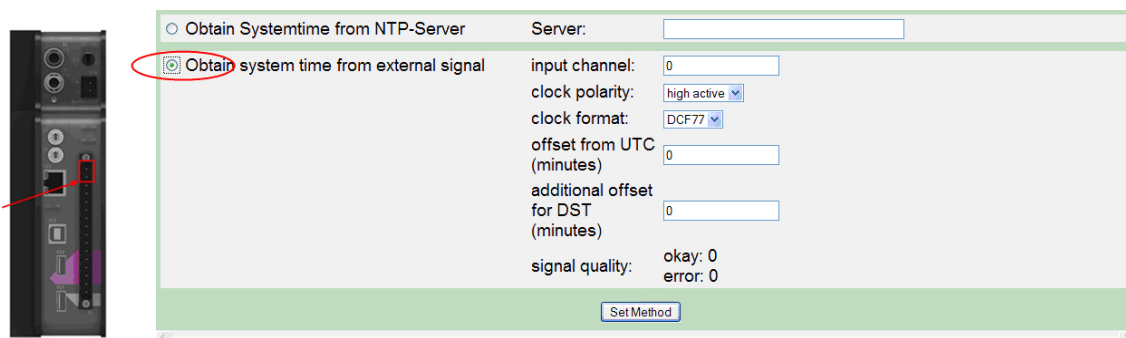 Obtain Systemtime from NTP-Server Server:
Obtain system time from external signal input channel: 0
clock polarity: high active
clock format: DCF77
offset from UTC
(minutes) 0
additional offset
for DST
(minutes) 0
signal quality: okay: 0
error: 0
Set Method